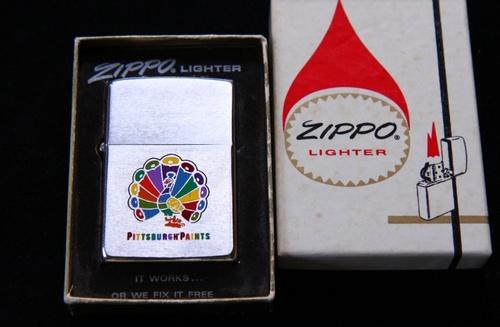 ZIPPO® LIGHTER
PITTSBURGH PAINTS
IT WORKS...
OR WE FIX IT FREE
ZIPPO®
LIGHTER